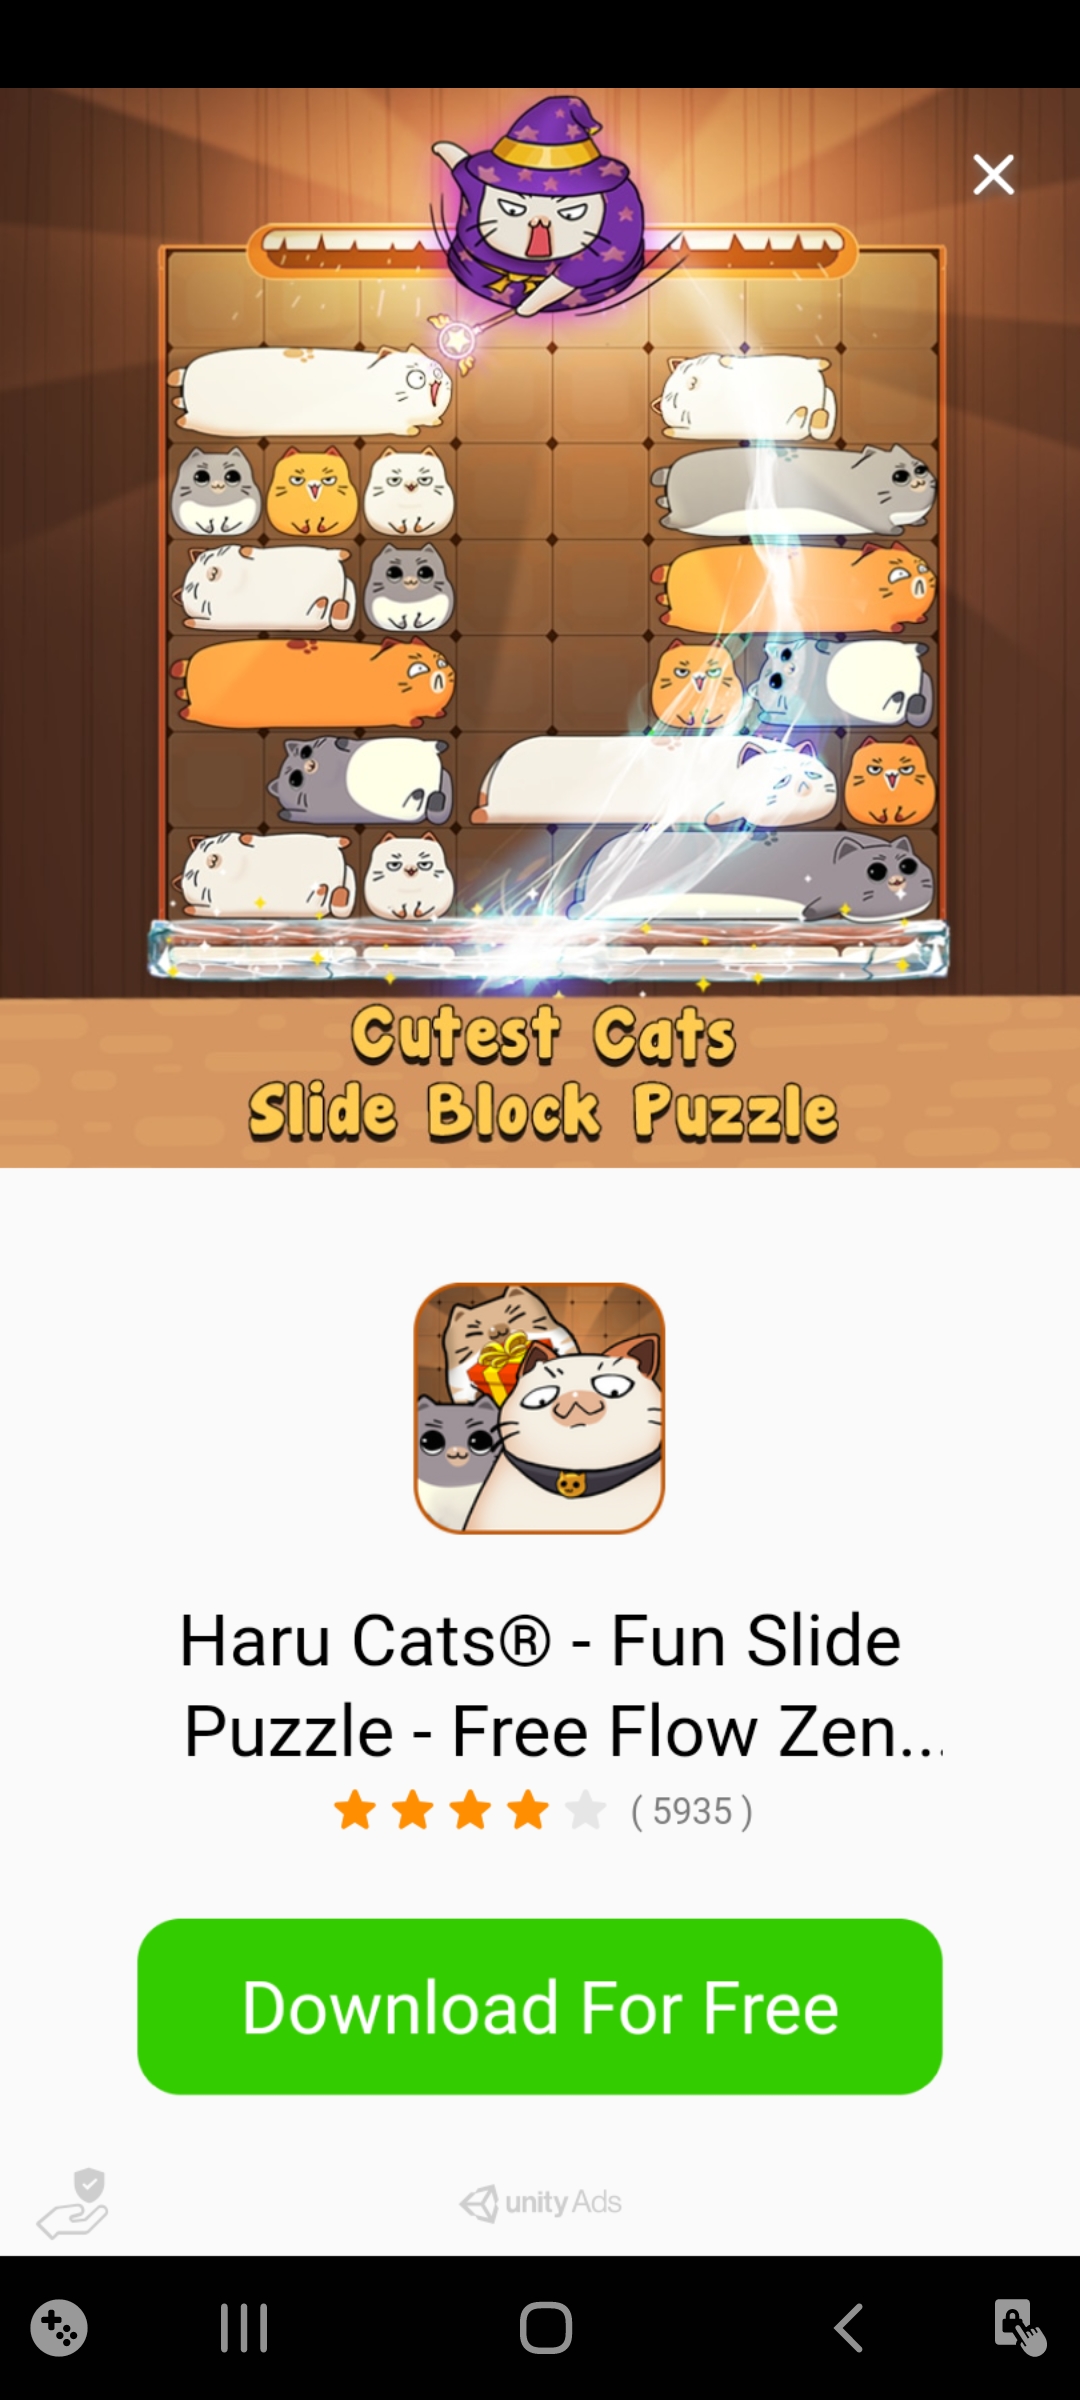 Cutest Cats
Slide Block Puzzle
Haru Cats® - Fun Slide
Puzzle - Free Flow Zen...
( 5935 )
Download For Free
unity Ads